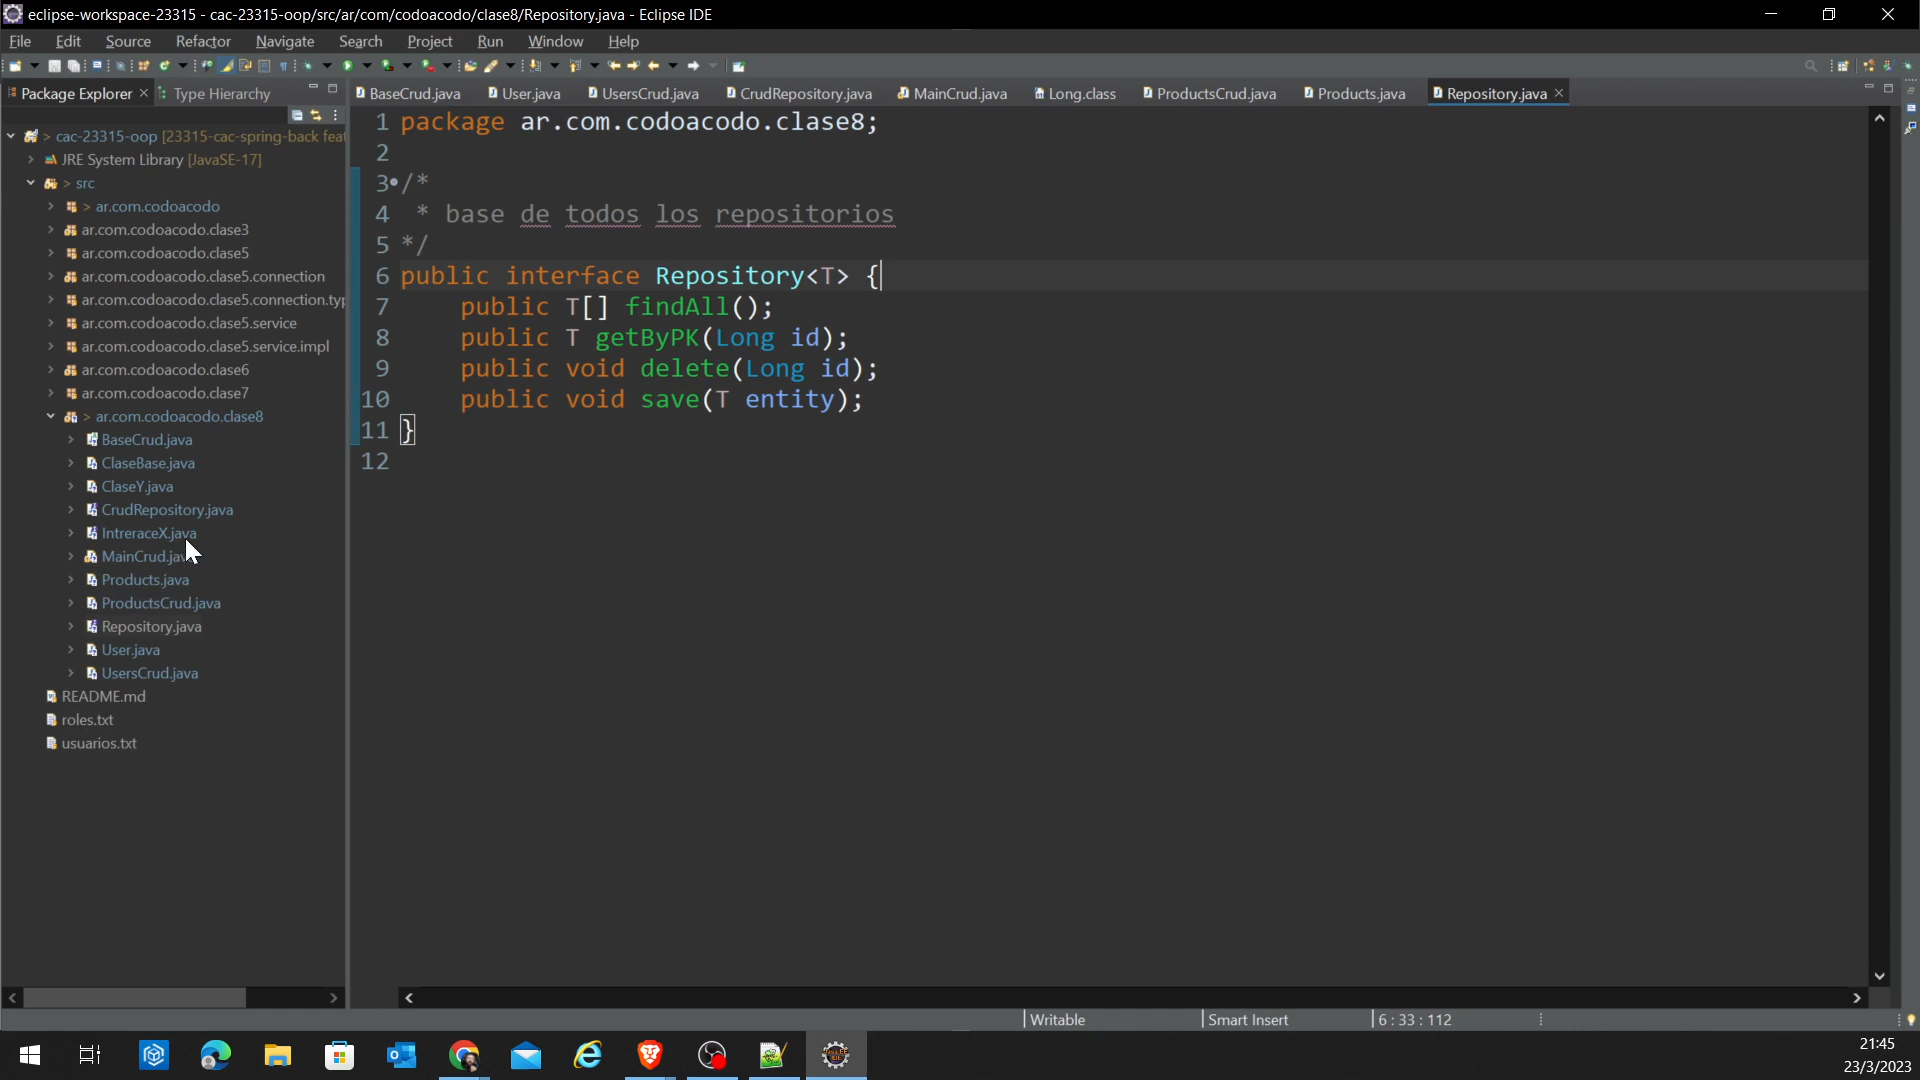 eclipse-workspace-23315 - cac-23315-oop/src/ar/com/codoacodo/clase8/Repository.java - Eclipse IDE
File Edit Source Refactor Navigate Search Project Run Window Help
Package Explorer Type Hierarchy
BaseCrud.java User.java UsersCrud.java CrudRepository.java MainCrud.java Long.class ProductsCrud.java Products.java Repository.java
> cac-23315-oop [23315-cac-spring-back feat
JRE System Library [JavaSE-17]
> src
> ar.com.codoacodo
ar.com.codoacodo.clase3
ar.com.codoacodo.clase5
ar.com.codoacodo.clase5.connection
ar.com.codoacodo.clase5.connection.typ
ar.com.codoacodo.clase5.service
ar.com.codoacodo.clase5.service.impl
ar.com.codoacodo.clase6
ar.com.codoacodo.clase7
> ar.com.codoacodo.clase8
BaseCrud.java
ClaseBase.java
ClaseY.java
CrudRepository.java
IntreraceX.java
MainCrud.java
Products.java
ProductsCrud.java
Repository.java
User.java
UsersCrud.java
README.md
roles.txt
usuarios.txt
1 package ar.com.codoacodo.clase8;
2
3 /*
4 * base de todos los repositorios
5 */
6 public interface Repository<T> {
7 public T[] findAll();
8 public T getByPK(Long id);
9 public void delete(Long id);
10 public void save(T entity);
11 }
12
Writable Smart Insert 6 : 33 : 112
21:45
23/3/2023